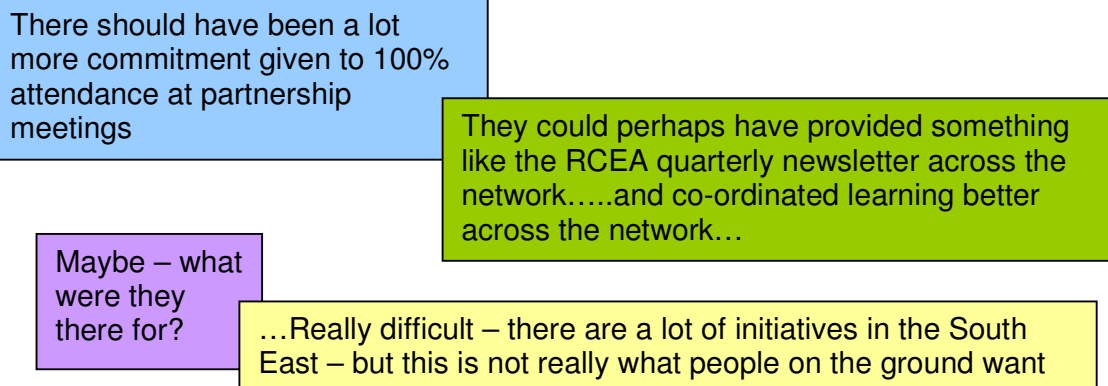 There should have been a lot
more commitment given to 100%
attendance at partnership
meetings
They could perhaps have provided something
like the RCEA quarterly newsletter across the
network…..and co-ordinated learning better
across the network…
Maybe – what
were they
there for?
…Really difficult – there are a lot of initiatives in the South
East – but this is not really what people on the ground want